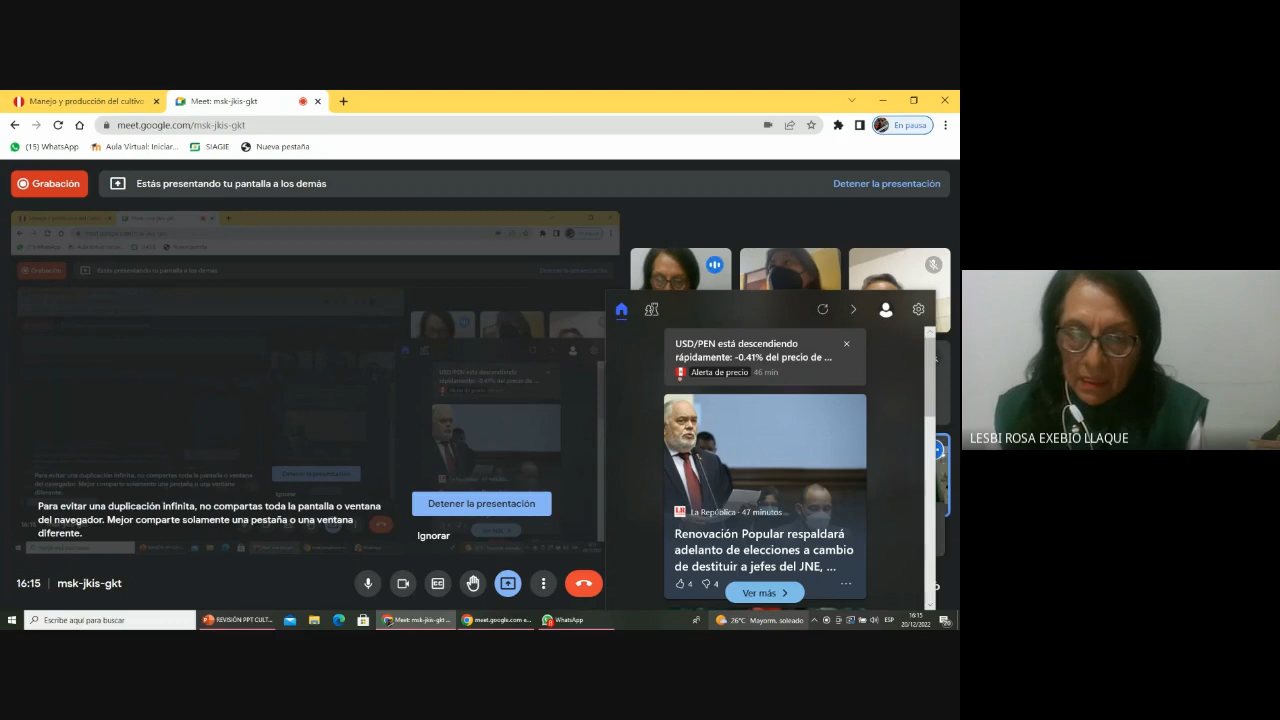 Manejo y producción del cultivo
Meet: msk-jkis-gkt
meet.google.com/msk-jkis-gkt
En pausa
(15) WhatsApp
Aula Virtual: Iniciar...
SIAGIE
Nueva pestaña
Grabación
Estás presentando tu pantalla a los demás
Detener la presentación
USD/PEN está descendiendo
rápidamente: -0.41% del precio de ...
Alerta de precio 46 min
LR La República · 47 minutos
Renovación Popular respaldará
adelanto de elecciones a cambio
de destituir a jefes del JNE, ...
4 4
Ver más
Para evitar una duplicación infinita, no compartas toda la pantalla o ventana
del navegador. Mejor comparte solamente una pestaña o una ventana
diferente.
Detener la presentación
Ignorar
16:15 | msk-jkis-gkt
Escribe aquí para buscar
REVISIÓN PPT CULT...
Meet: msk-jkis-gkt ...
meet.google.com e...
WhatsApp
26°C Mayorm. soleado
ESP
16:15
20/12/2022
LESBI ROSA EXEBIO LLAQUE